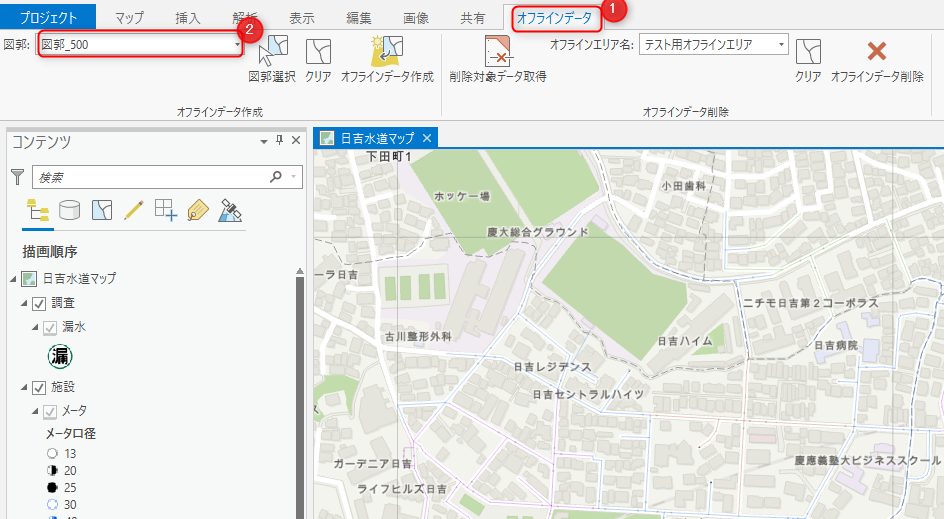 プロジェクト マップ 挿入 解析 表示 編集 画像 共有 オフラインデータ 1
図郭: 図郭_500 2
図郭選択 クリア オフラインデータ作成 削除対象データ取得 オフラインエリア名: テスト用オフラインエリア クリア オフラインデータ削除
オフラインデータ作成 オフラインデータ削除
コンテンツ
検索
描画順序
日吉水道マップ
調査
漏水
漏
施設
メータ
メータ口径
13
20
25
30
日吉水道マップ
下田町1
小田歯科
ホッケー場
慶大総合グラウンド
ーラ日吉
ニチモ日吉第2コーポラス
古川整形外科
日吉ハイム
日吉病院
日吉レジデンス
日吉セントラルハイツ
ガーデニア日吉
慶應義塾大ビジネススクール
ライフヒルズ日吉